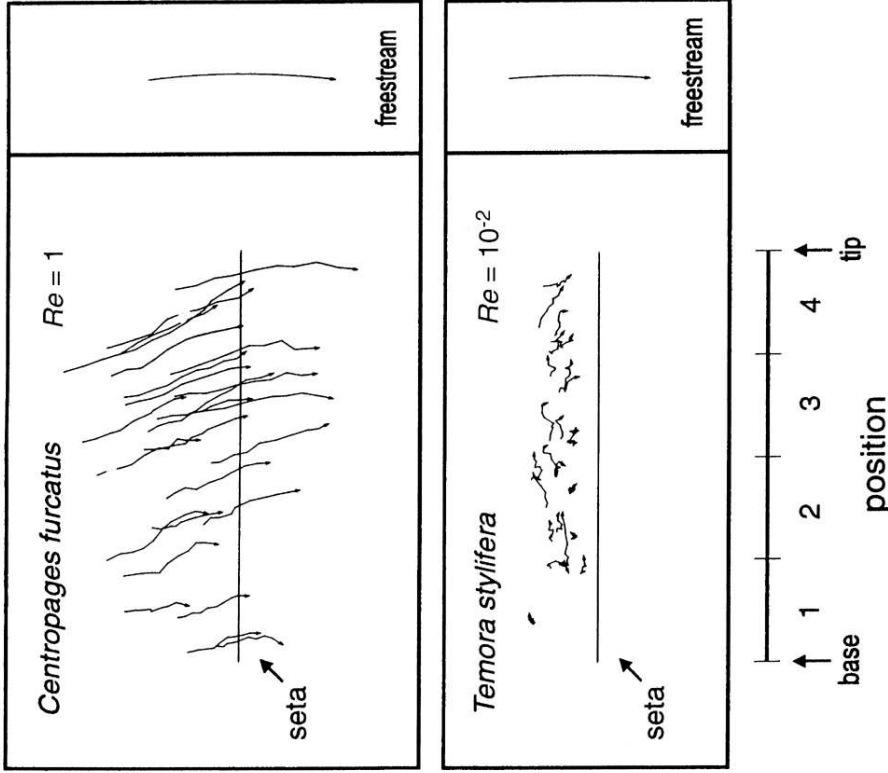 Centropages furcatus
Re = 1
seta
freestream
Temora stylifera
Re = 10⁻²
seta
freestream
1 2 3 4
base
tip
position